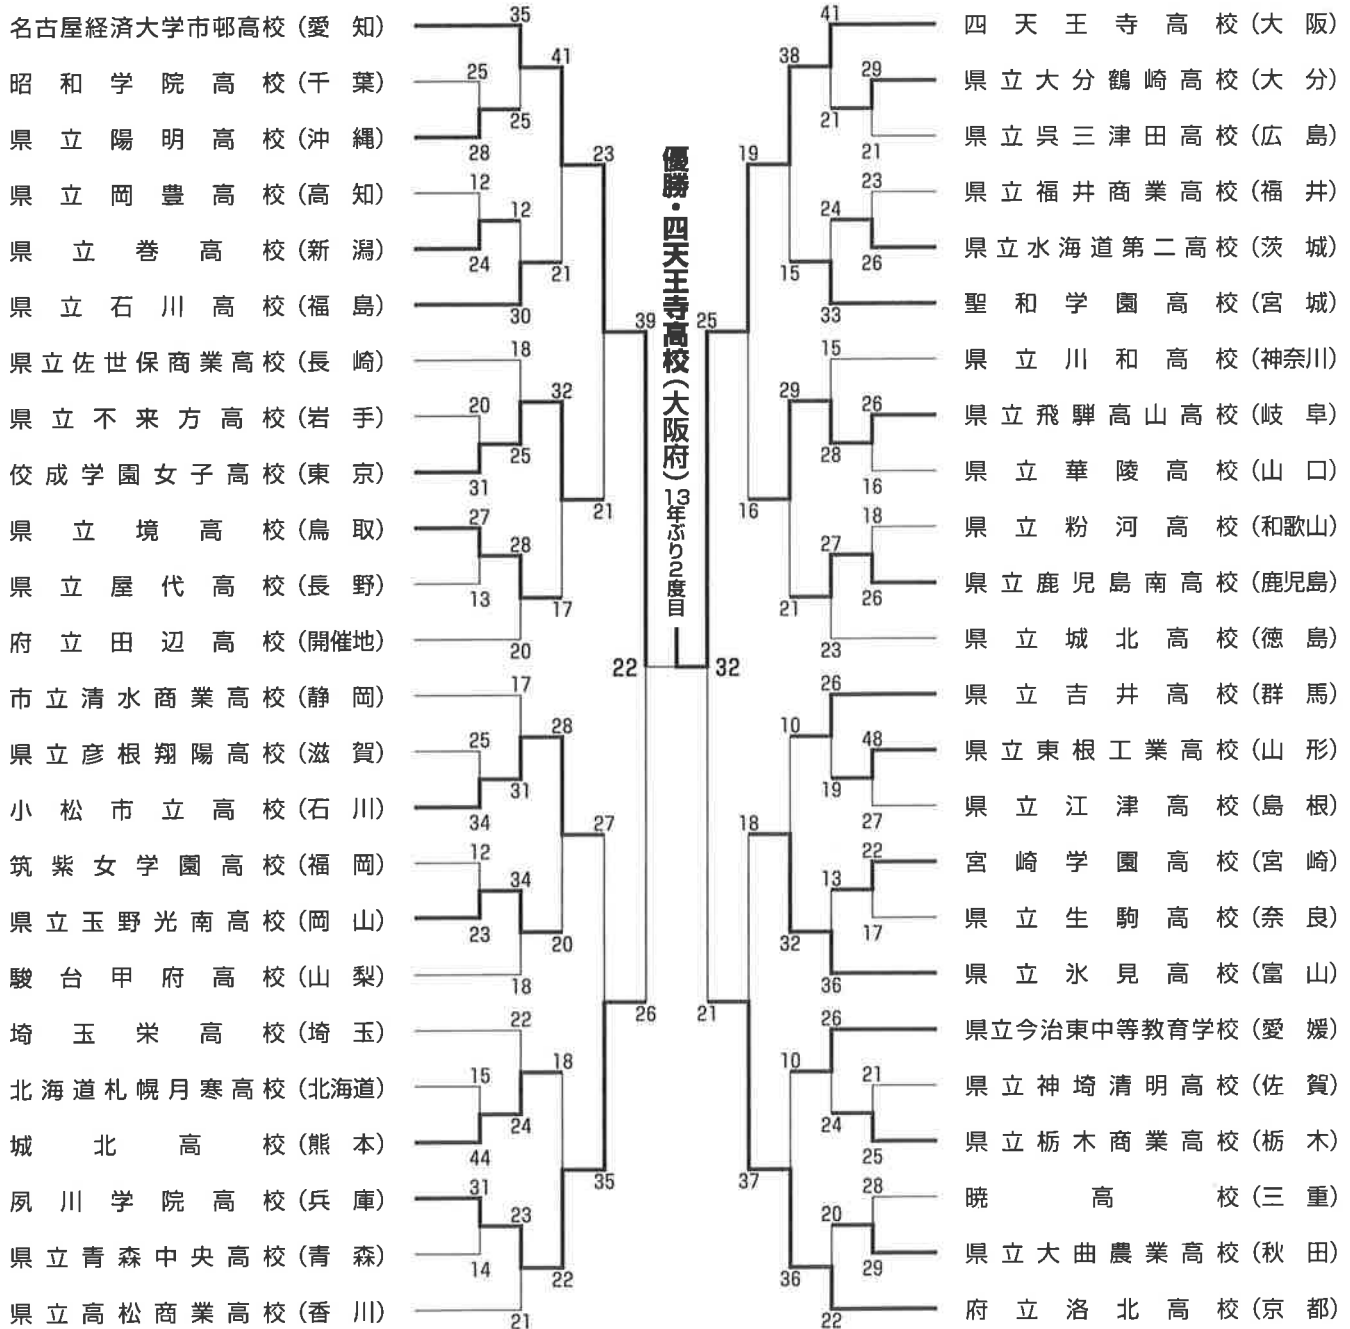 名古屋経済大学市邨高校(愛 知)
昭和学院高校(千 葉)
県立陽明高校(沖 縄)
県立岡豊高校(高 知)
県立巻高校(新 潟)
県立石川高校(福 島)
県立佐世保商業高校(長 崎)
県立不来方高校(岩 手)
佼成学園女子高校(東 京)
県立境高校(鳥 取)
県立屋代高校(長 野)
府立田辺高校(開催地)
市立清水商業高校(静 岡)
県立彦根翔陽高校(滋 賀)
小松市立高校(石 川)
筑紫女学園高校(福 岡)
県立玉野光南高校(岡 山)
駿台甲府高校(山 梨)
埼玉栄高校(埼 玉)
北海道札幌月寒高校(北海道)
城北高校(熊 本)
夙川学院高校(兵 庫)
県立青森中央高校(青 森)
県立高松商業高校(香 川)
25
28
12
24
20
31
27
13
25
34
12
23
15
44
31
14
35
25
12
30
18
25
28
20
17
31
34
18
22
24
23
21
41
21
32
17
28
20
18
22
23
21
27
35
39
26
22
優勝・四天王寺高校(大阪府)13年ぶり2度目
32
25
21
19
16
18
37
38
15
29
21
10
32
10
36
41
21
24
33
15
28
27
23
26
19
13
36
26
24
20
22
29
21
23
26
26
16
18
26
48
27
22
17
21
25
28
29
四天王寺高校(大 阪)
県立大分鶴崎高校(大 分)
県立呉三津田高校(広 島)
県立福井商業高校(福 井)
県立水海道第二高校(茨 城)
聖和学園高校(宮 城)
県立川和高校(神奈川)
県立飛騨高山高校(岐 阜)
県立華陵高校(山 口)
県立粉河高校(和歌山)
県立鹿児島南高校(鹿児島)
県立城北高校(徳 島)
県立吉井高校(群 馬)
県立東根工業高校(山 形)
県立江津高校(島 根)
宮崎学園高校(宮 崎)
県立生駒高校(奈 良)
県立氷見高校(富 山)
県立今治東中等教育学校(愛 媛)
県立神埼清明高校(佐 賀)
県立栃木商業高校(栃 木)
暁高校(三 重)
県立大曲農業高校(秋 田)
府立洛北高校(京 都)